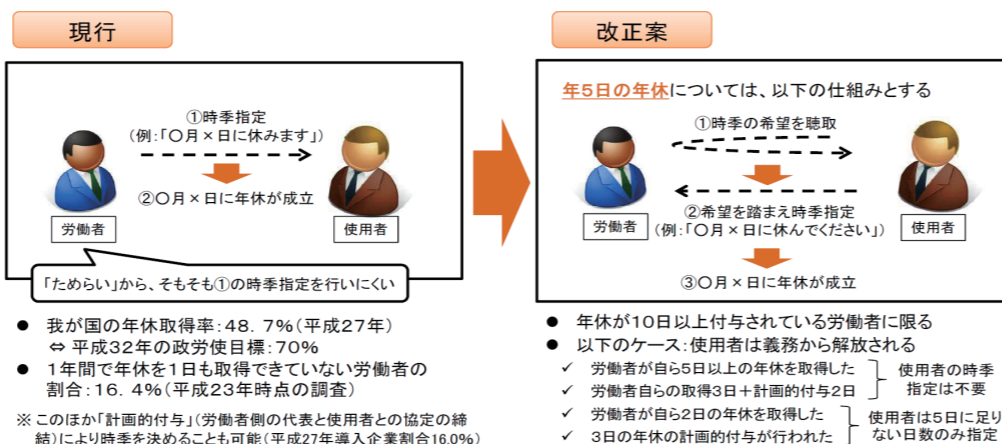 現行
①時季指定
(例:「〇月×日に休みます」)
②〇月×日に年休が成立
労働者
使用者
「ためらい」から、そもそも①の時季指定を行いにくい
● 我が国の年休取得率:48.7%(平成27年)
⇔ 平成32年の政労使目標:70%
● 1年間で年休を1日も取得できていない労働者の
割合:16.4%(平成23年時点の調査)
※このほか「計画的付与」(労働者側の代表と使用者との協定の締
結)により時季を決めることも可能(平成27年導入企業割合16.0%)
改正案
年5日の年休については、以下の仕組みとする
①時季の希望を聴取
②希望を踏まえ時季指定
(例:「〇月×日に休んでください」)
労働者
使用者
③〇月×日に年休が成立
● 年休が10日以上付与されている労働者に限る
● 以下のケース:使用者は義務から解放される
✓ 労働者が自ら5日以上の年休を取得した
✓ 労働者自らの取得3日+計画的付与2日
使用者の時季
指定は不要
✓ 労働者が自ら2日の年休を取得した
✓ 3日の年休の計画的付与が行われた
使用者は5日に足り
ない日数のみ指定